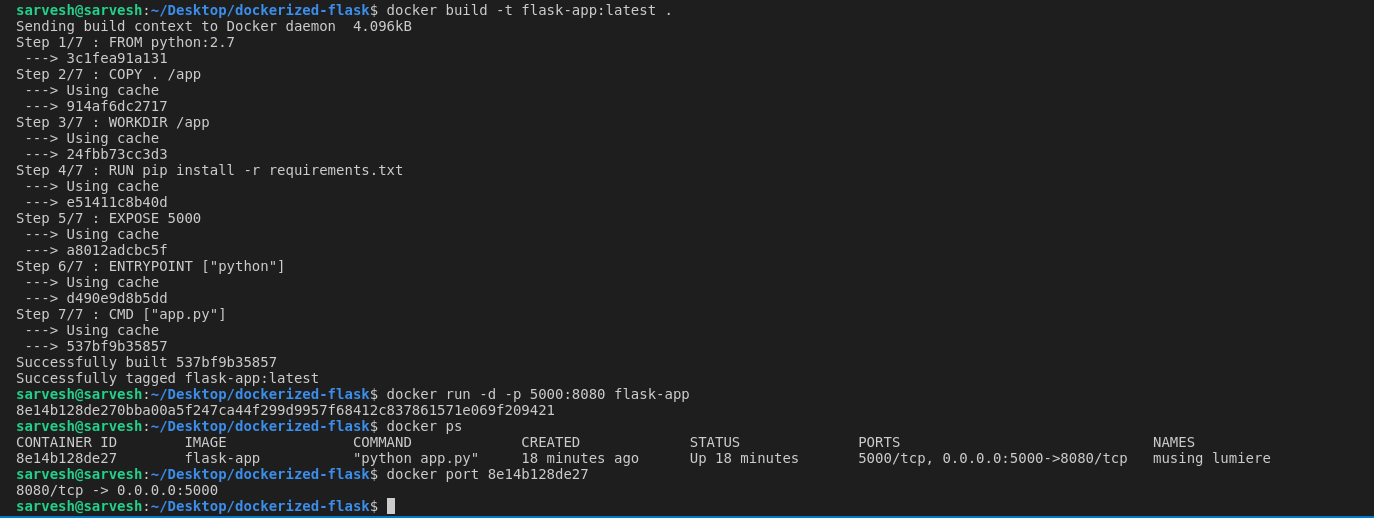 sarvesh@sarvesh:~/Desktop/dockerized-flask$ docker build -t flask-app:latest .
Sending build context to Docker daemon  4.096kB
Step 1/7 : FROM python:2.7
 ---> 3c1fea91a131
Step 2/7 : COPY . /app
 ---> Using cache
 ---> 914af6dc2717
Step 3/7 : WORKDIR /app
 ---> Using cache
 ---> 24fbb73cc3d3
Step 4/7 : RUN pip install -r requirements.txt
 ---> Using cache
 ---> e51411c8b40d
Step 5/7 : EXPOSE 5000
 ---> Using cache
 ---> a8012adcbc5f
Step 6/7 : ENTRYPOINT ["python"]
 ---> Using cache
 ---> d490e9d8b5dd
Step 7/7 : CMD ["app.py"]
 ---> Using cache
 ---> 537bf9b35857
Successfully built 537bf9b35857
Successfully tagged flask-app:latest
sarvesh@sarvesh:~/Desktop/dockerized-flask$ docker run -d -p 5000:8080 flask-app
8e14b128de270bba00a5f247ca44f299d9957f68412c837861571e069f209421
sarvesh@sarvesh:~/Desktop/dockerized-flask$ docker ps
CONTAINER ID        IMAGE               COMMAND             CREATED             STATUS              PORTS                              NAMES
8e14b128de27        flask-app           "python app.py"     18 minutes ago      Up 18 minutes       5000/tcp, 0.0.0.0:5000->8080/tcp   musing lumiere
sarvesh@sarvesh:~/Desktop/dockerized-flask$ docker port 8e14b128de27
8080/tcp -> 0.0.0.0:5000
sarvesh@sarvesh:~/Desktop/dockerized-flask$